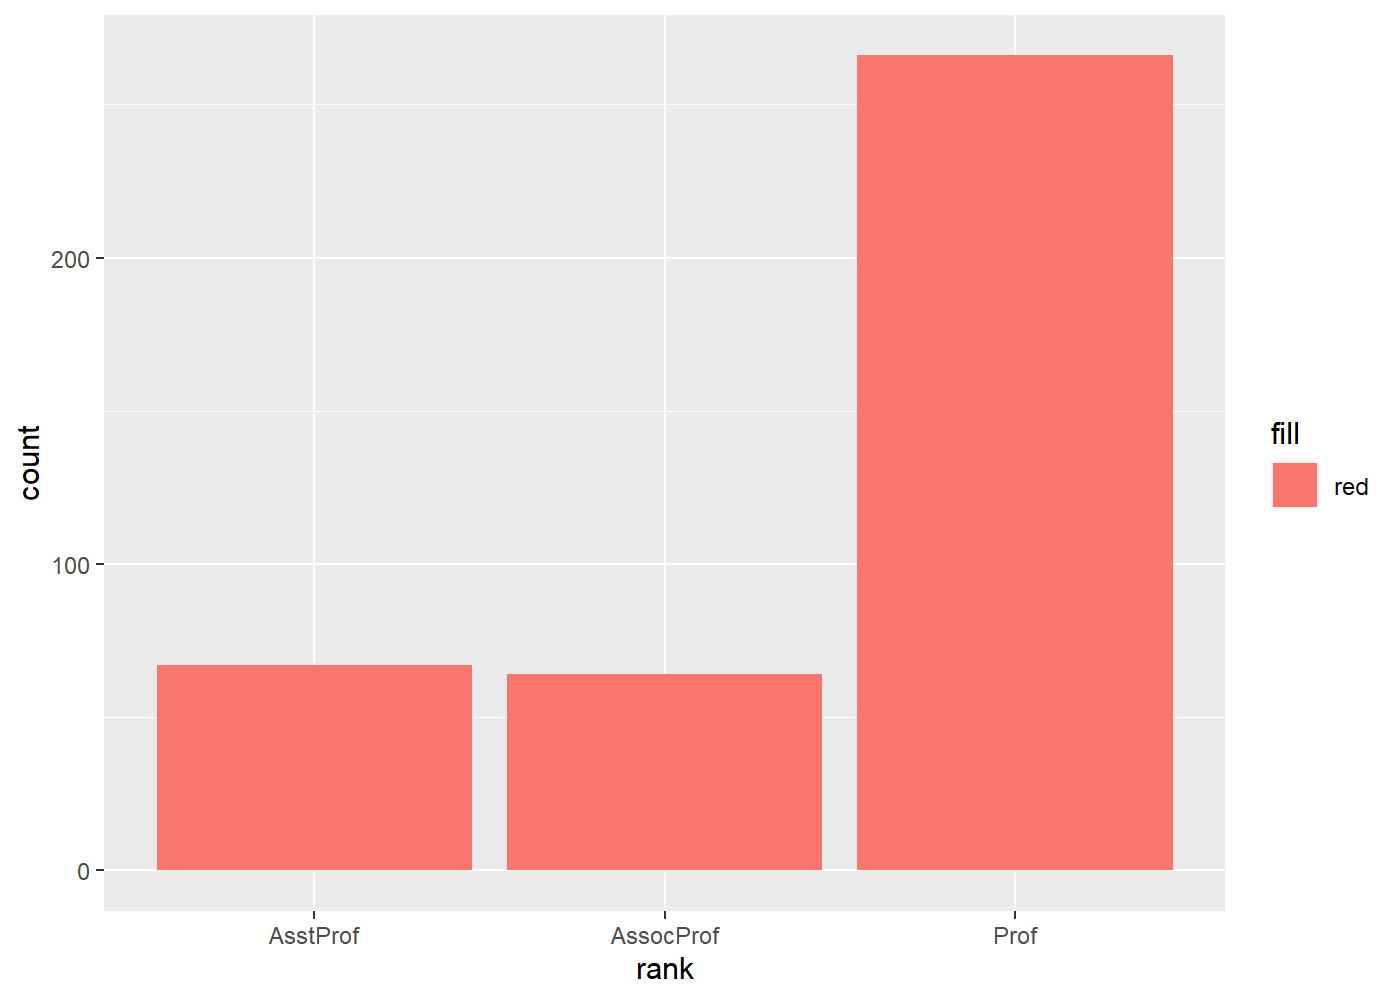 count
200
100
0
AsstProf
AssocProf
Prof
rank
fill
red